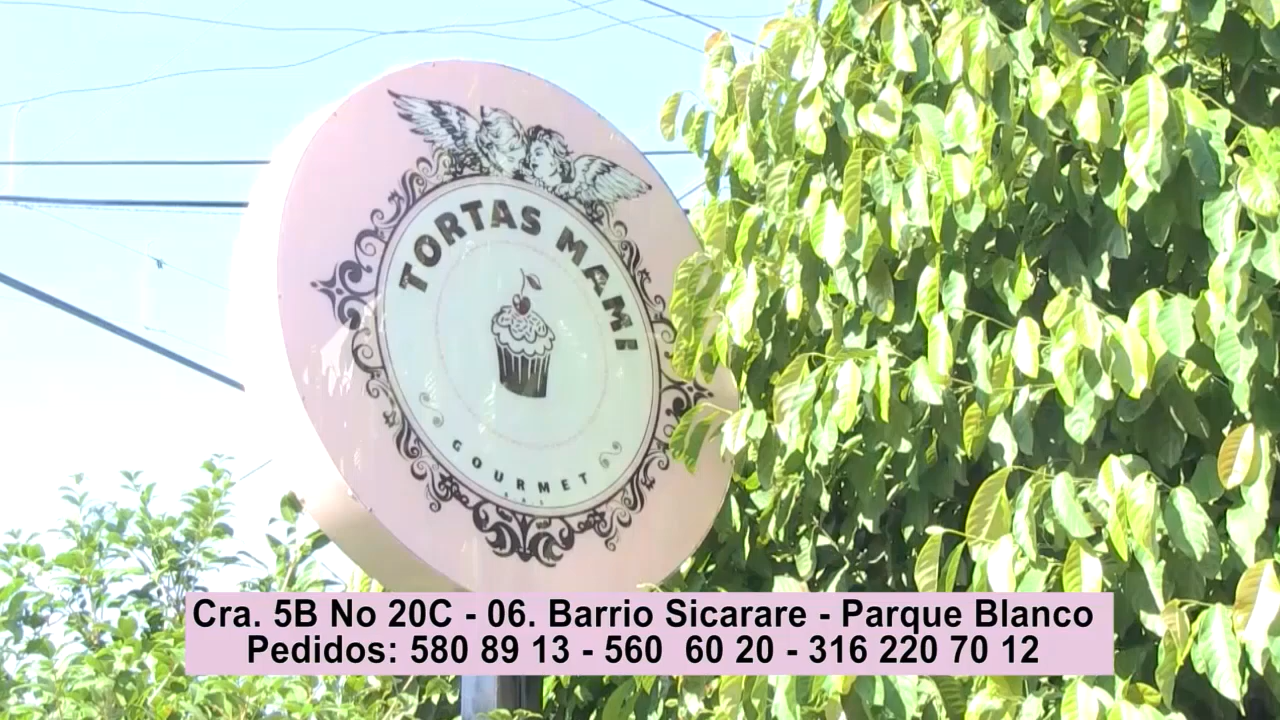 TORTAS MAMI
GOURMET
Cra. 5B No 20C - 06. Barrio Sicarare - Parque Blanco
Pedidos: 580 89 13 - 560  60 20 - 316 220 70 12